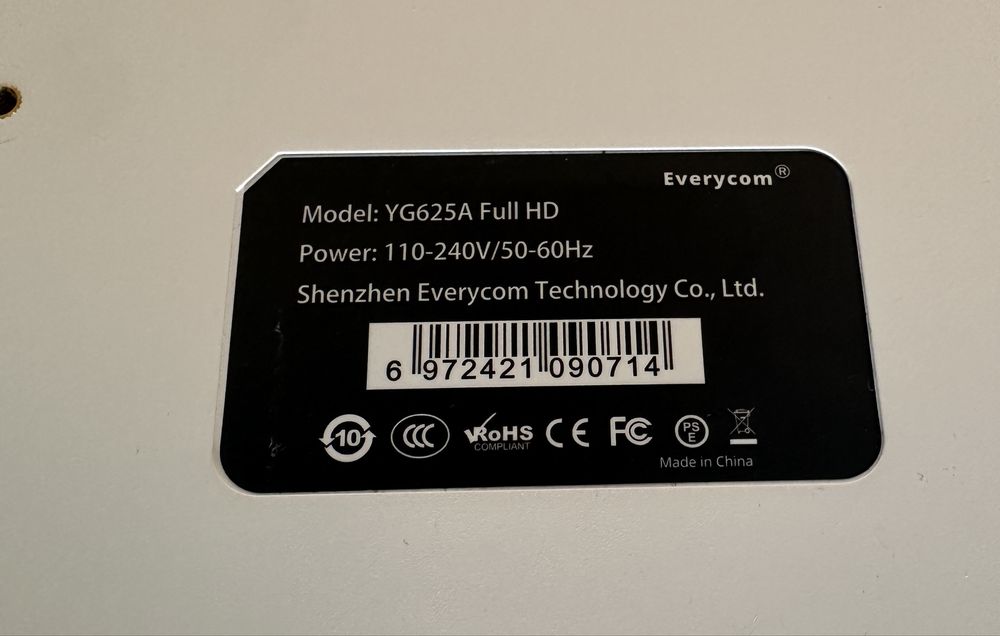 Everycom®
Model: YG625A Full HD
Power: 110-240V/50-60Hz
Shenzhen Everycom Technology Co., Ltd.
6 972421 090714
10 CCC RoHS CE FC PS E
COMPLIANT
Made in China